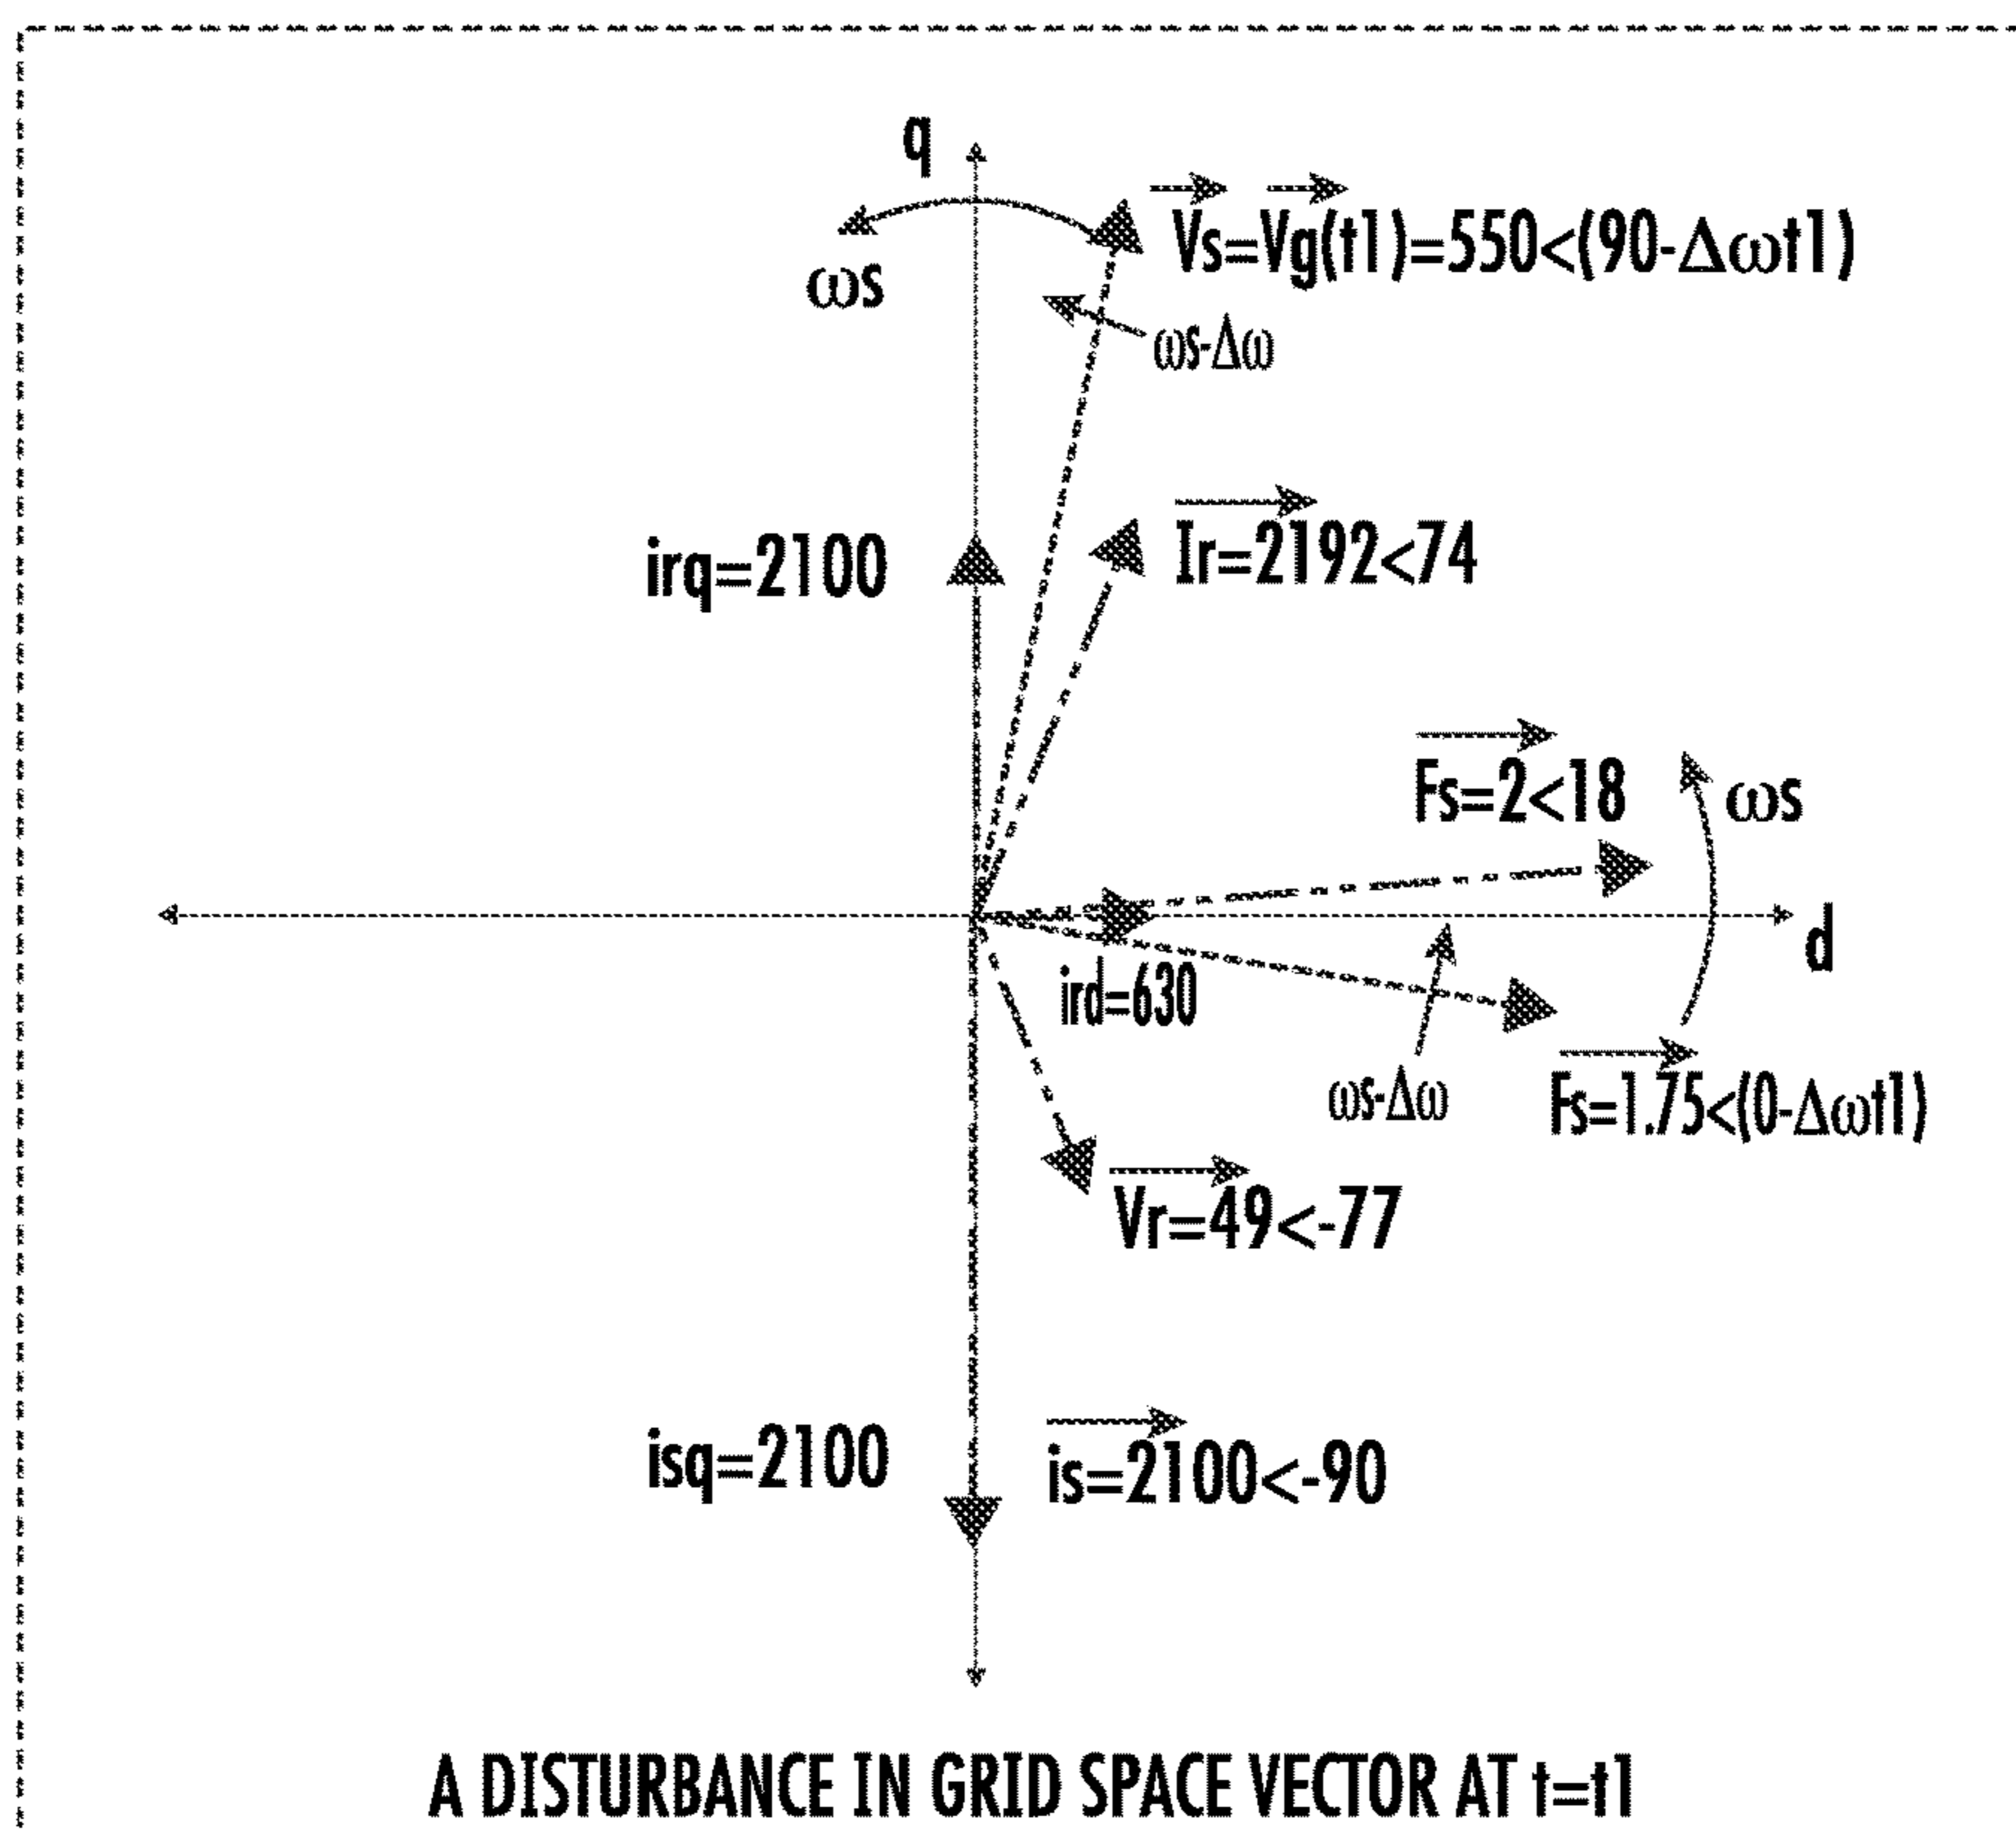 q
Vs=Vg(t1)=550<(90-Δωt1)
ωs
ωs-Δω
irq=2100
Ir=2192<74
Fs=2<18
ωs
d
ird=630
ωs-Δω
Fs=1.75<(0-Δωt1)
Vr=49<-77
isq=2100
is=2100<-90
A DISTURBANCE IN GRID SPACE VECTOR AT t=t1